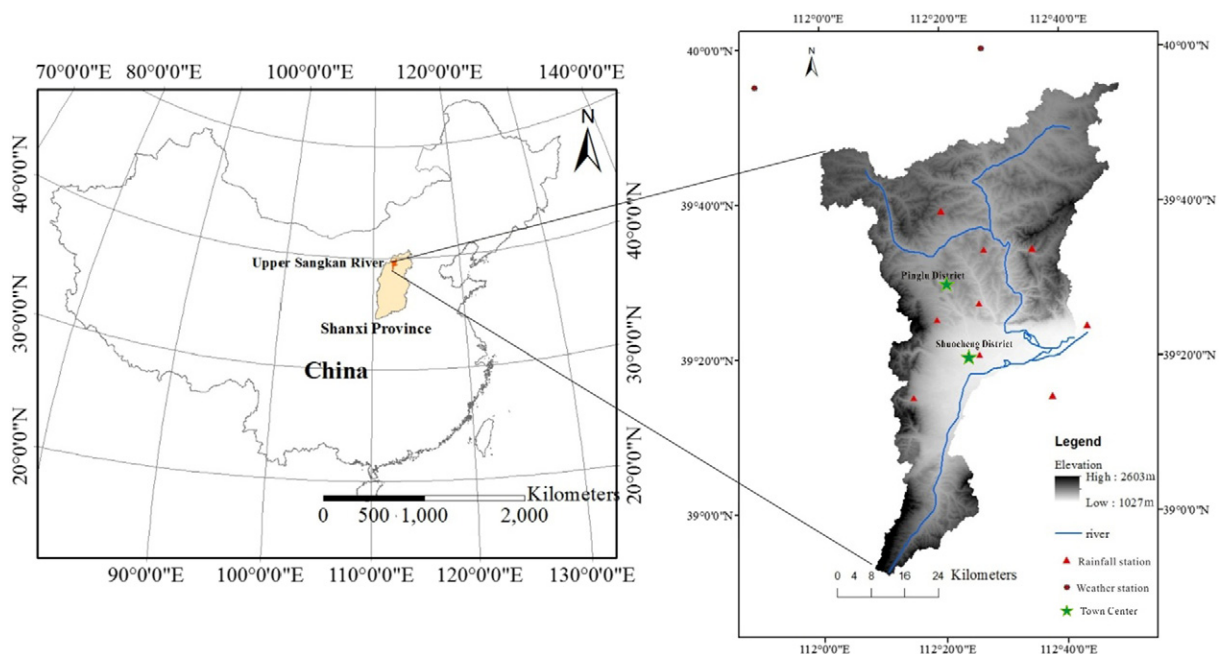 70°0'0"E 80°0'0"E 100°0'0"E 120°0'0"E 140°0'0"E
40°0'0"N
30°0'0"N
20°0'0"N
N
40°0'0"N
30°0'0"N
20°0'0"N
Upper Sangkan River
Shanxi Province
China
Kilometers
0 500 1,000 2,000
90°0'0"E 100°0'0"E 110°0'0"E 120°0'0"E 130°0'0"E
112°0'0"E 112°20'0"E 112°40'0"E
40°0'0"N
39°40'0"N
39°20'0"N
39°0'0"N
N
40°0'0"N
39°40'0"N
39°20'0"N
39°0'0"N
Pinglu District
Shuocheng District
Legend
Elevation
High : 2603m
Low : 1027m
river
Rainfall station
Weather station
Town Center
0 4 8 16 24 Kilometers
112°0'0"E 112°20'0"E 112°40'0"E